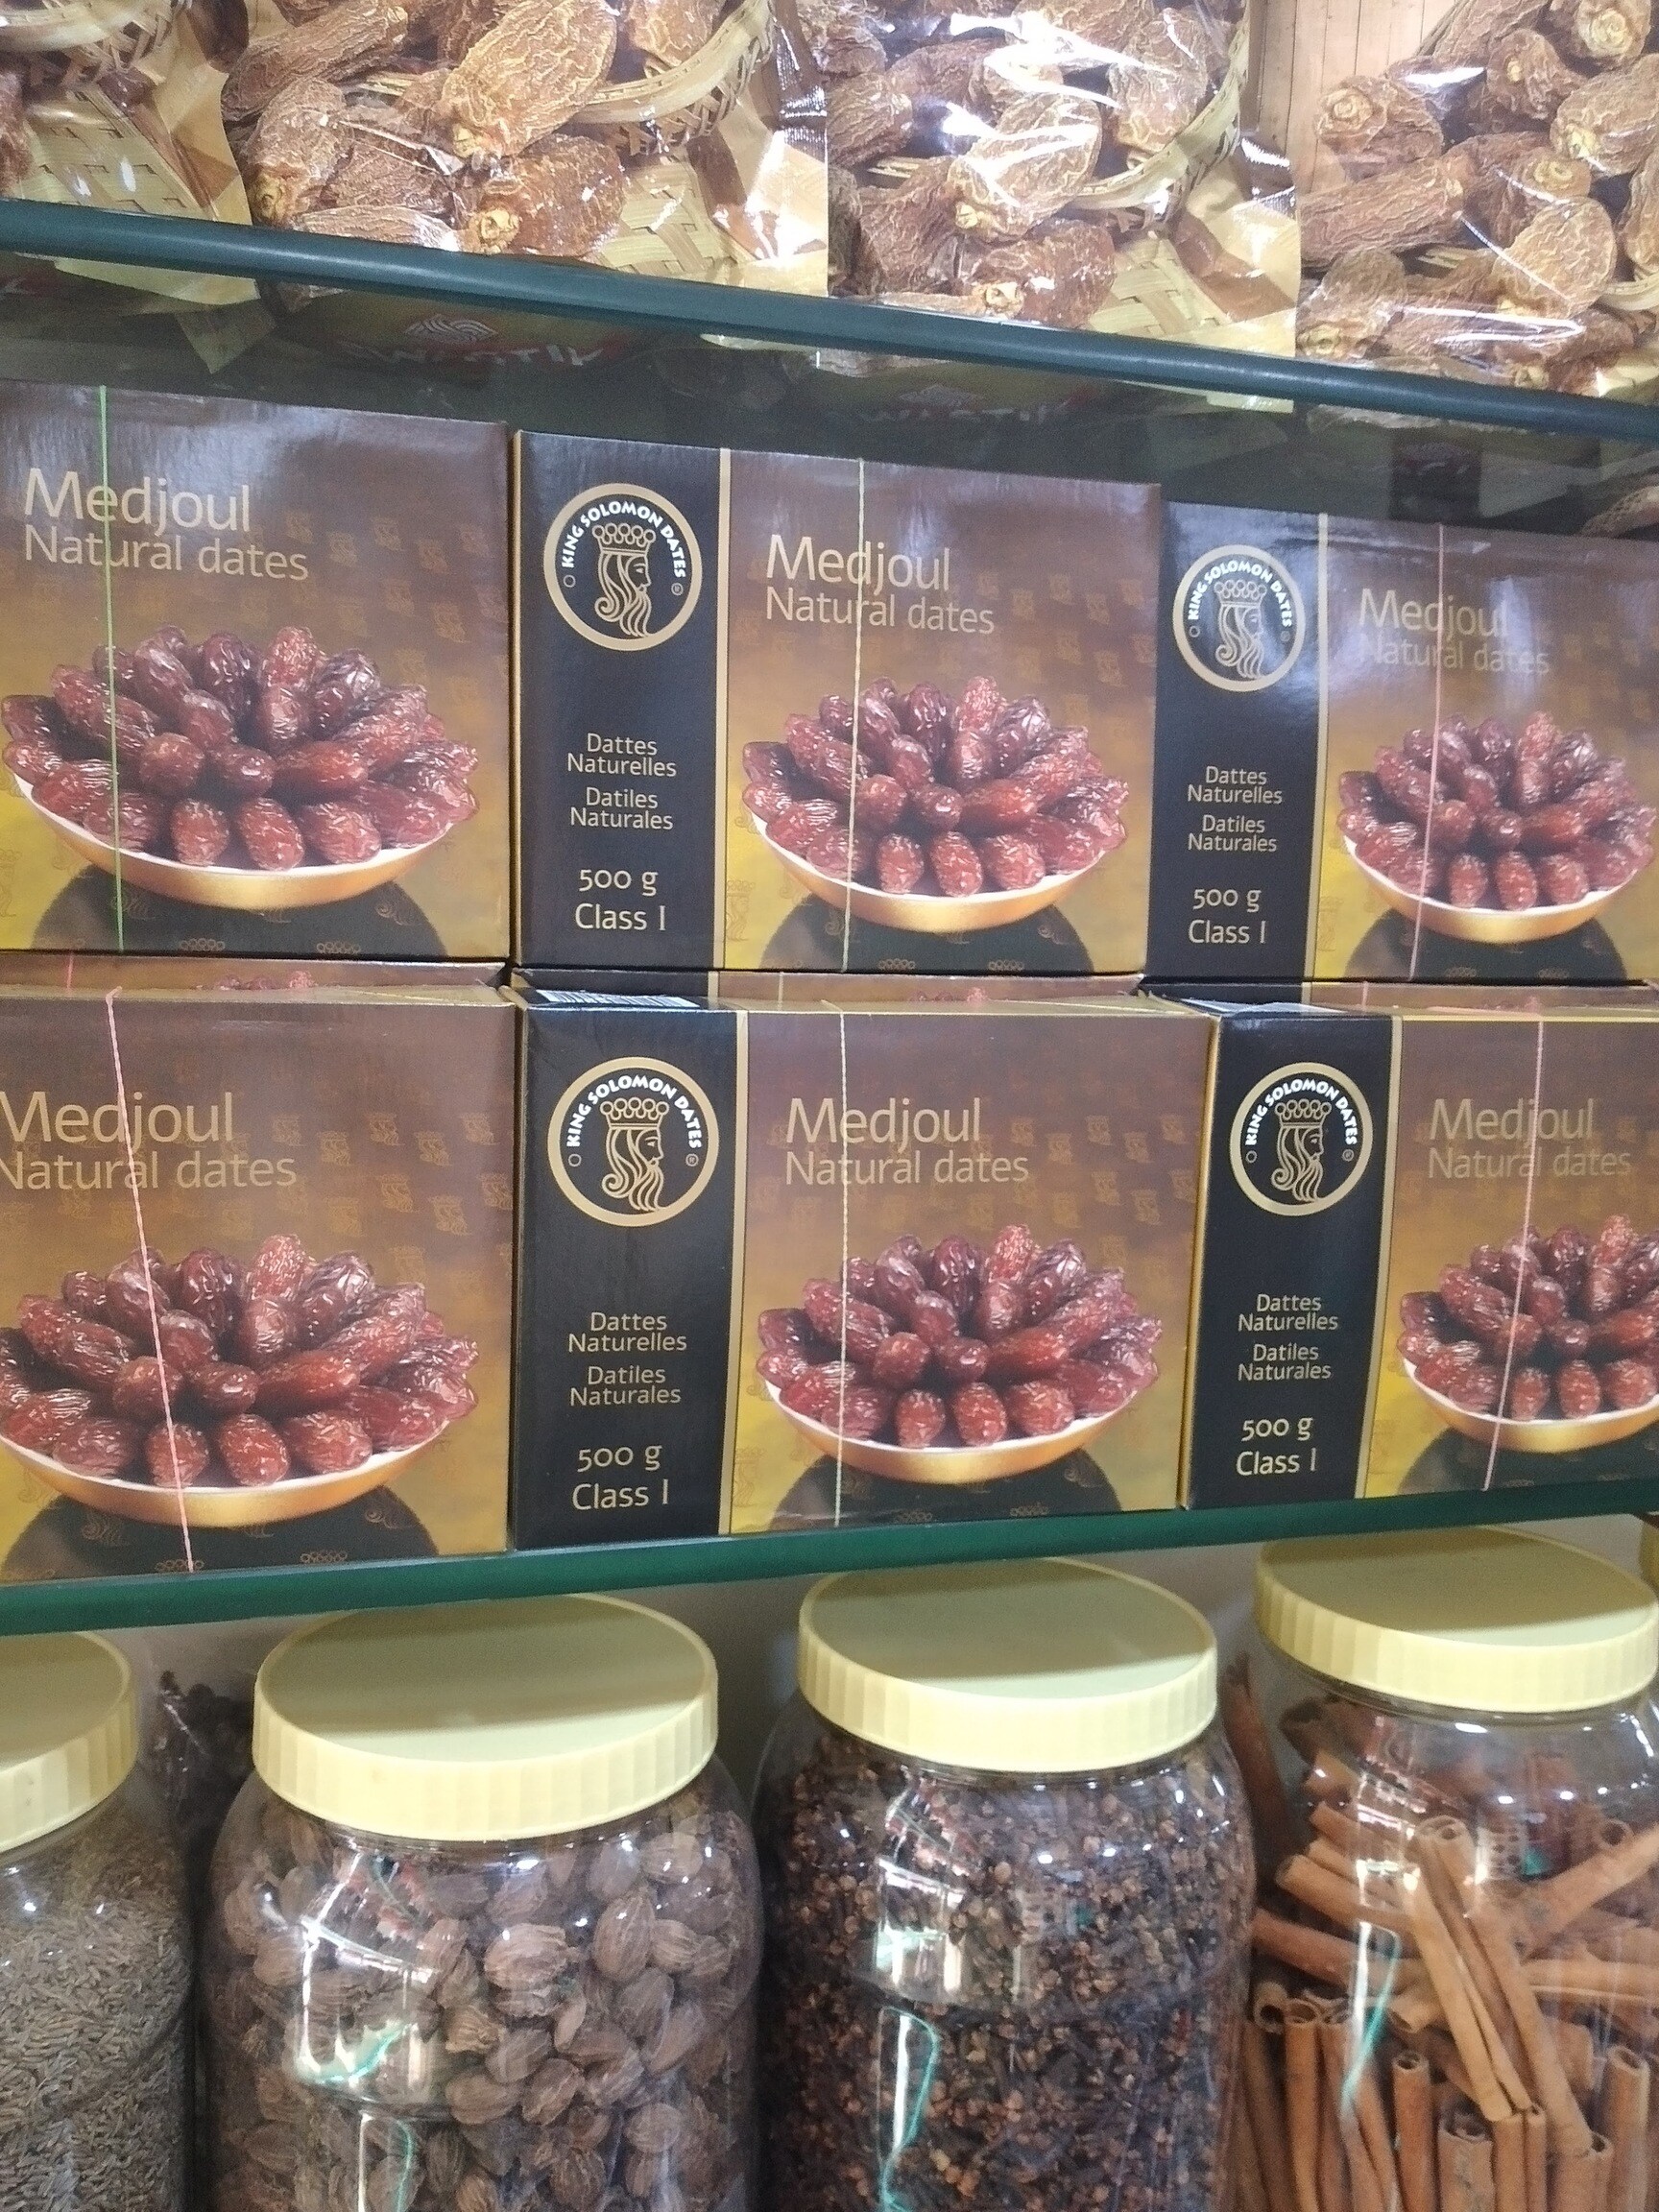 Medjoul
Natural dates
KING SOLOMON DATES
®
Dattes
Naturelles
Datiles
Naturales
500 g
Class I
Medjoul
Natural dates
KING SOLOMON DATES
®
Dattes
Naturelles
Datiles
Naturales
500 g
Class I
Medjoul
Natural dates
Medjoul
Natural dates
KING SOLOMON DATES
®
Dattes
Naturelles
Datiles
Naturales
500 g
Class I
Medjoul
Natural dates
KING SOLOMON DATES
®
Dattes
Naturelles
Datiles
Naturales
500 g
Class I
Medjoul
Natural dates